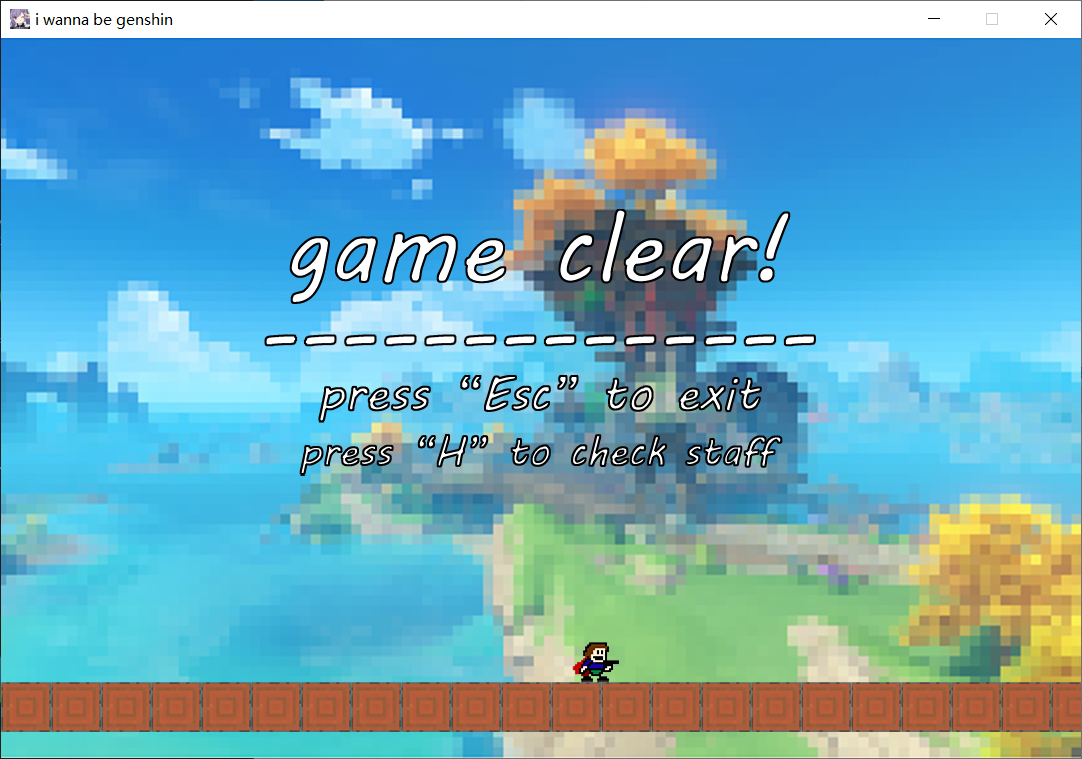 i wanna be genshin
game clear!
--------------
press “Esc” to exit
press “H” to check staff